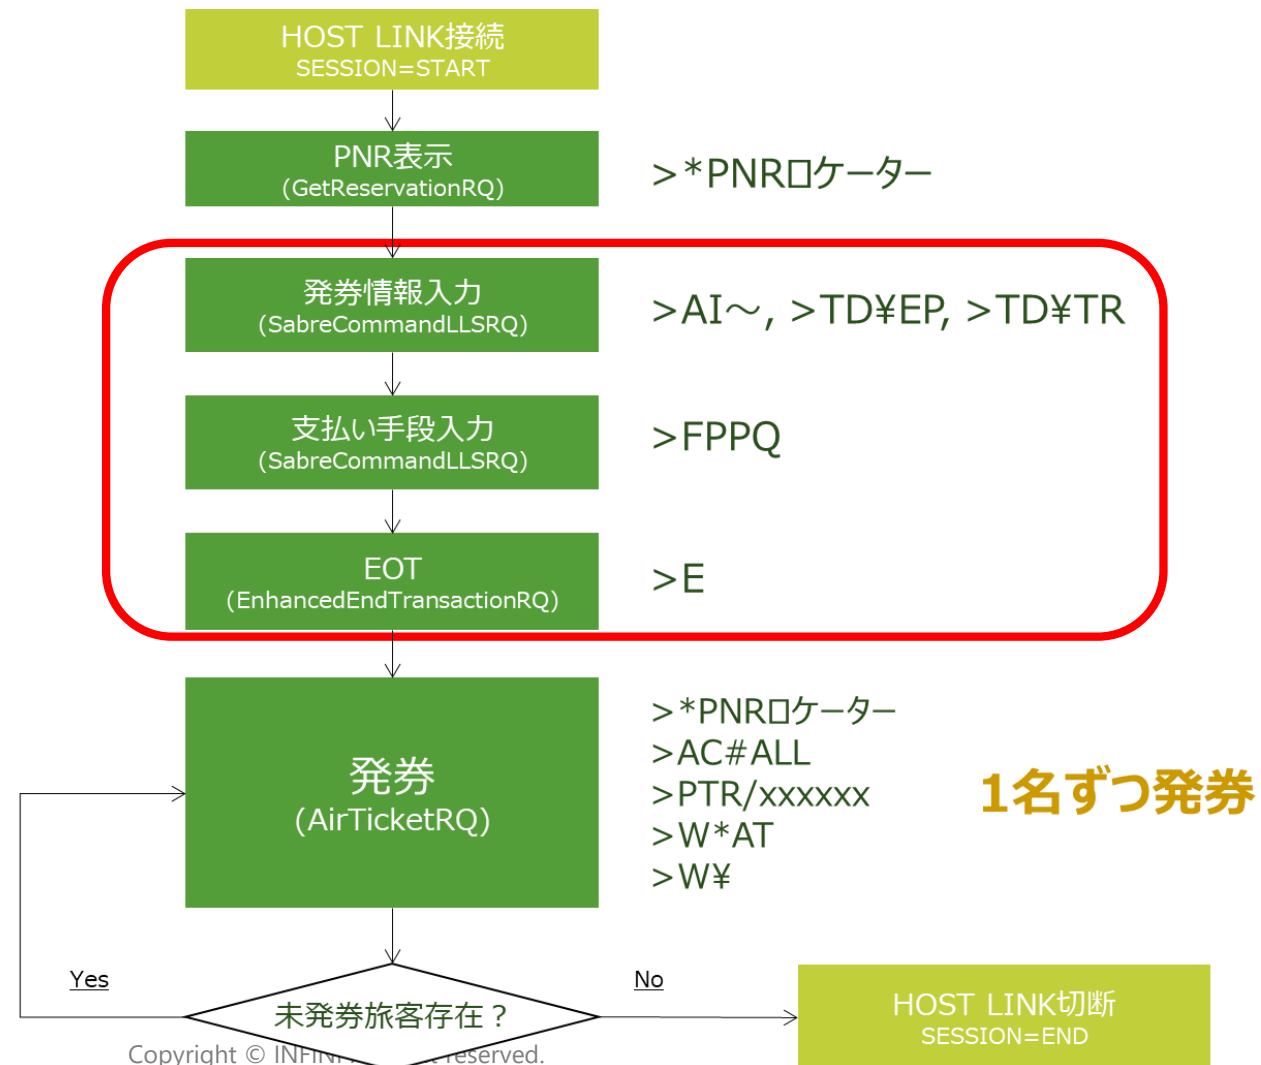 HOST LINK接続
SESSION=START
PNR表示
(GetReservationRQ)
>*PNRロケーター
発券情報入力
(SabreCommandLLSRQ)
>AI～, >TD¥EP, >TD¥TR
支払い手段入力
(SabreCommandLLSRQ)
>FPPQ
EOT
(EnhancedEndTransactionRQ)
>E
発券
(AirTicketRQ)
>*PNRロケーター
>AC#ALL
>PTR/xxxxxx
>W*AT
>W¥
1名ずつ発券
Yes
未発券旅客存在？
No
HOST LINK切断
SESSION=END
Copyright © reserved.